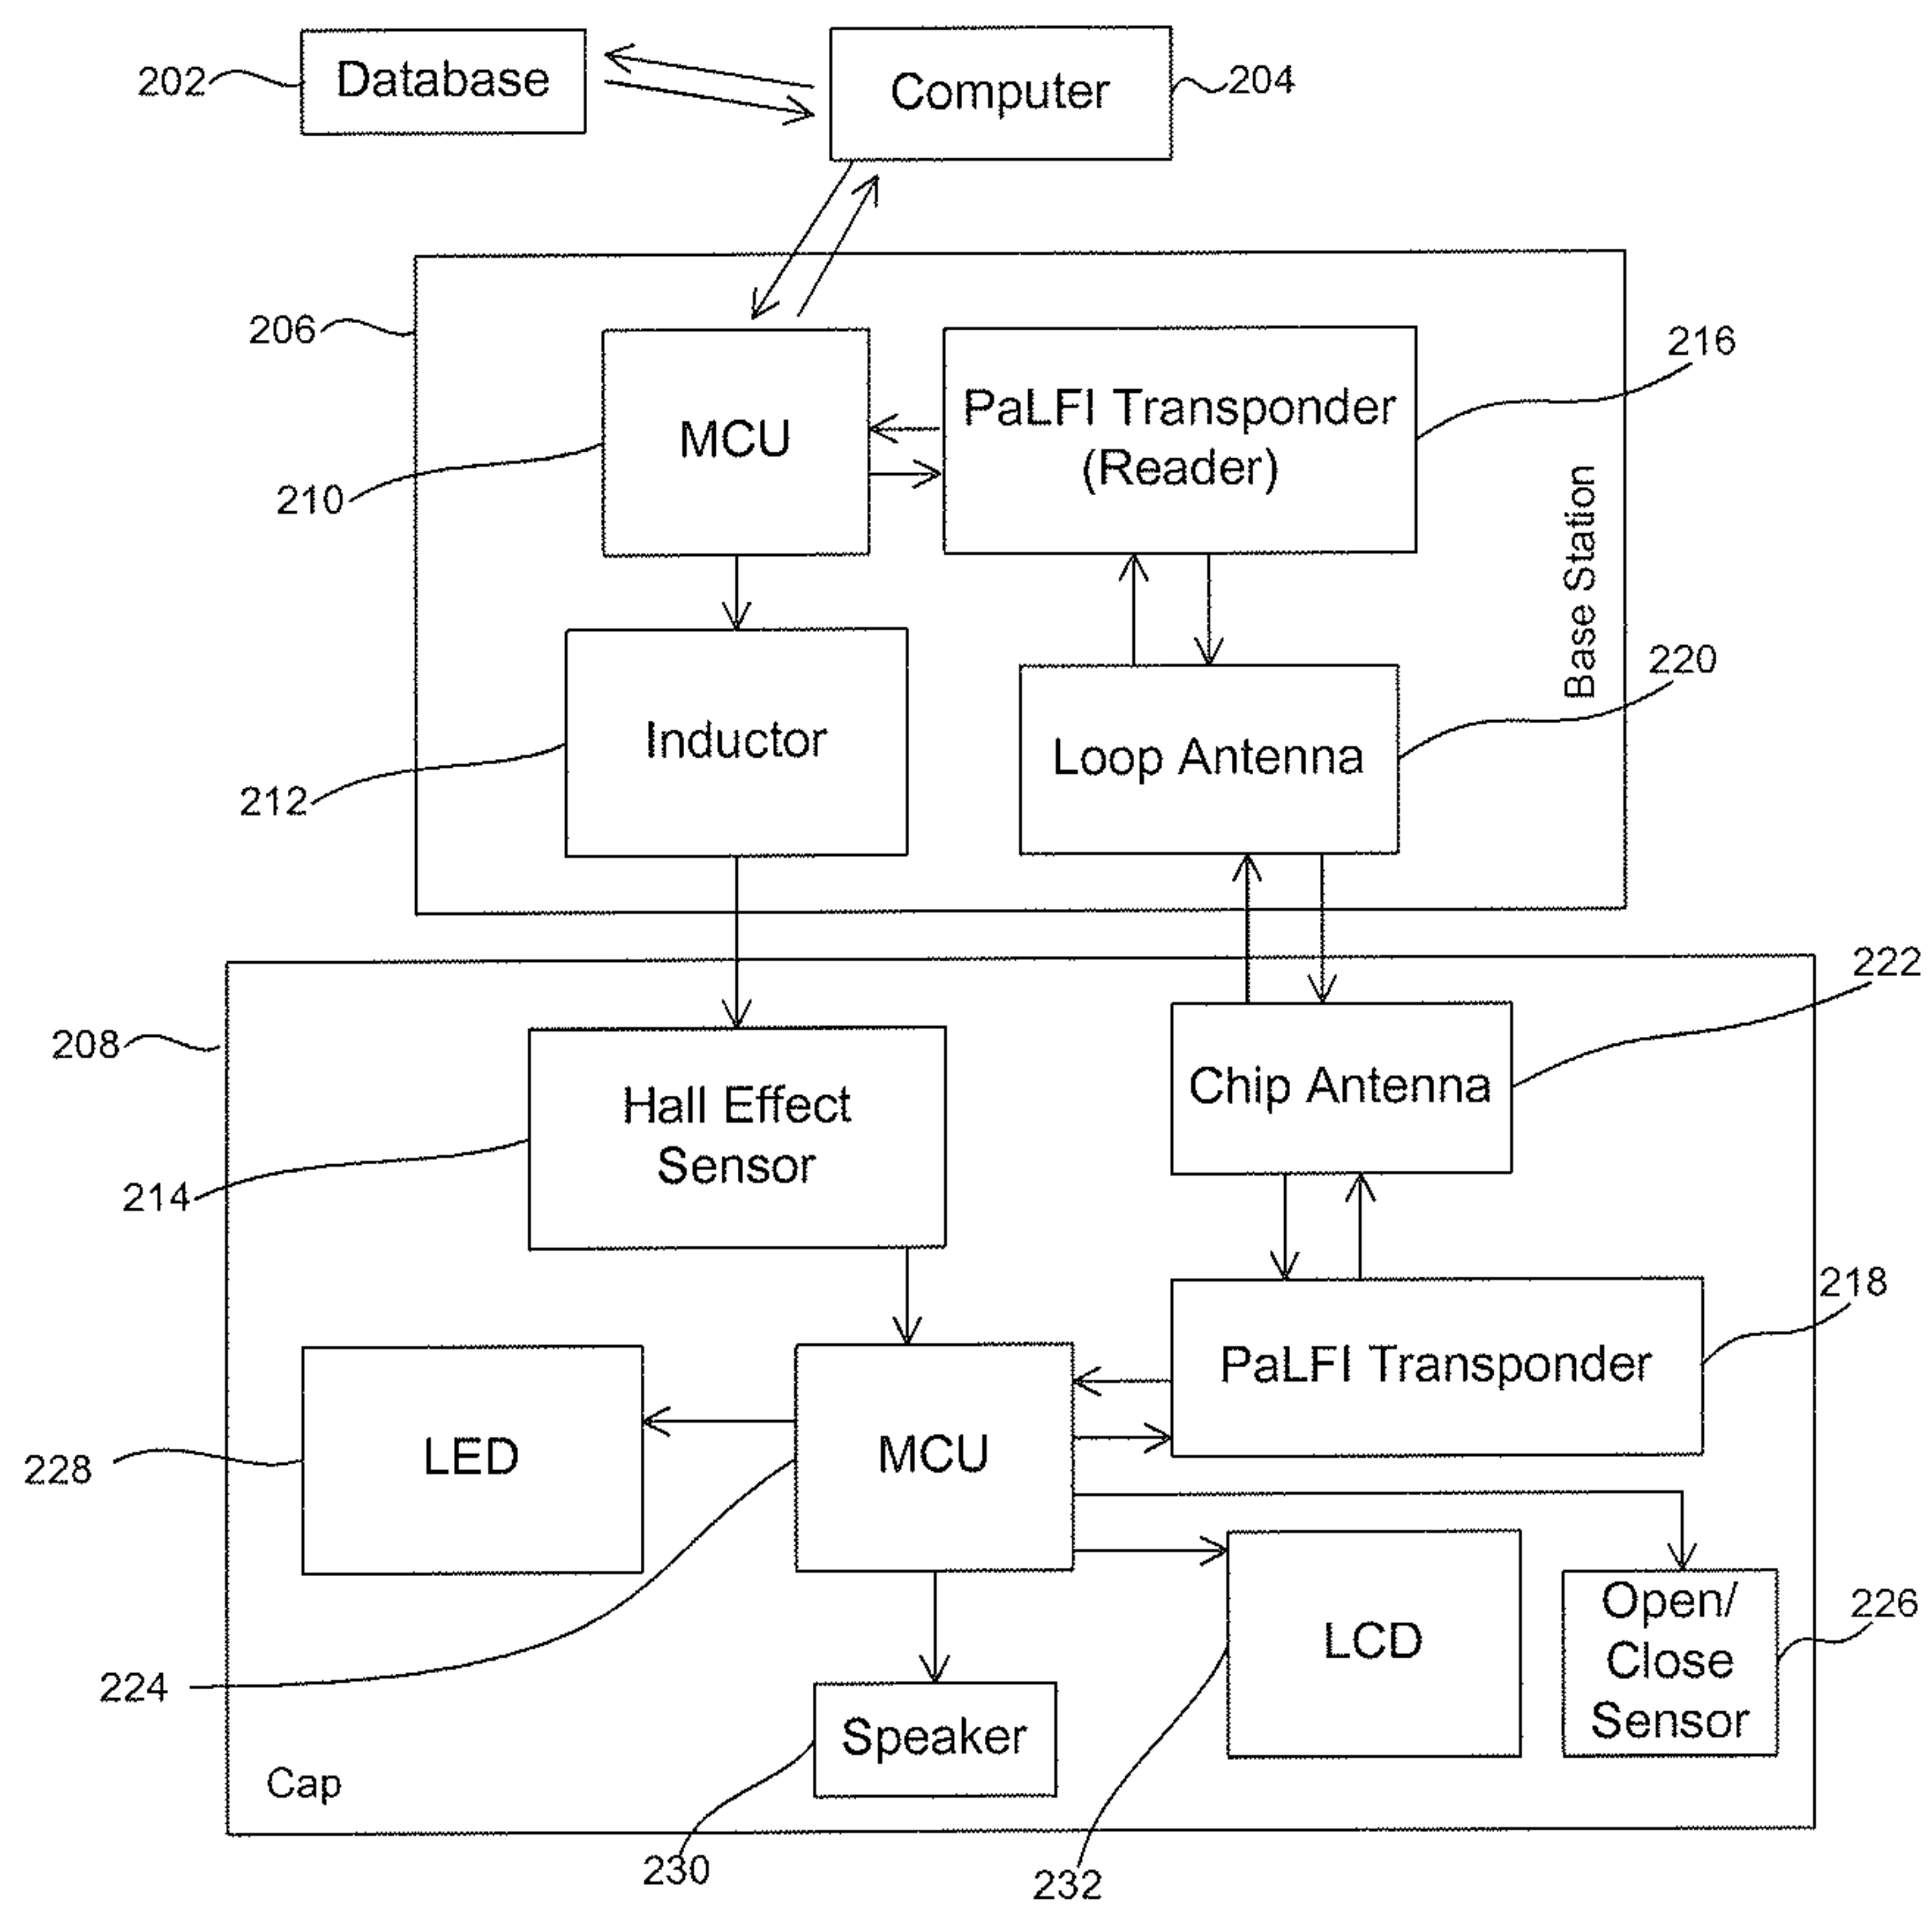 202
Database
Computer
204
206
216
MCU
PaLFI Transponder
(Reader)
210
Base Station
220
Inductor
Loop Antenna
212
222
208
Hall Effect
Sensor
Chip Antenna
214
218
PaLFI Transponder
228
LED
MCU
Open/
Close
Sensor
226
LCD
224
Speaker
Cap
230
232